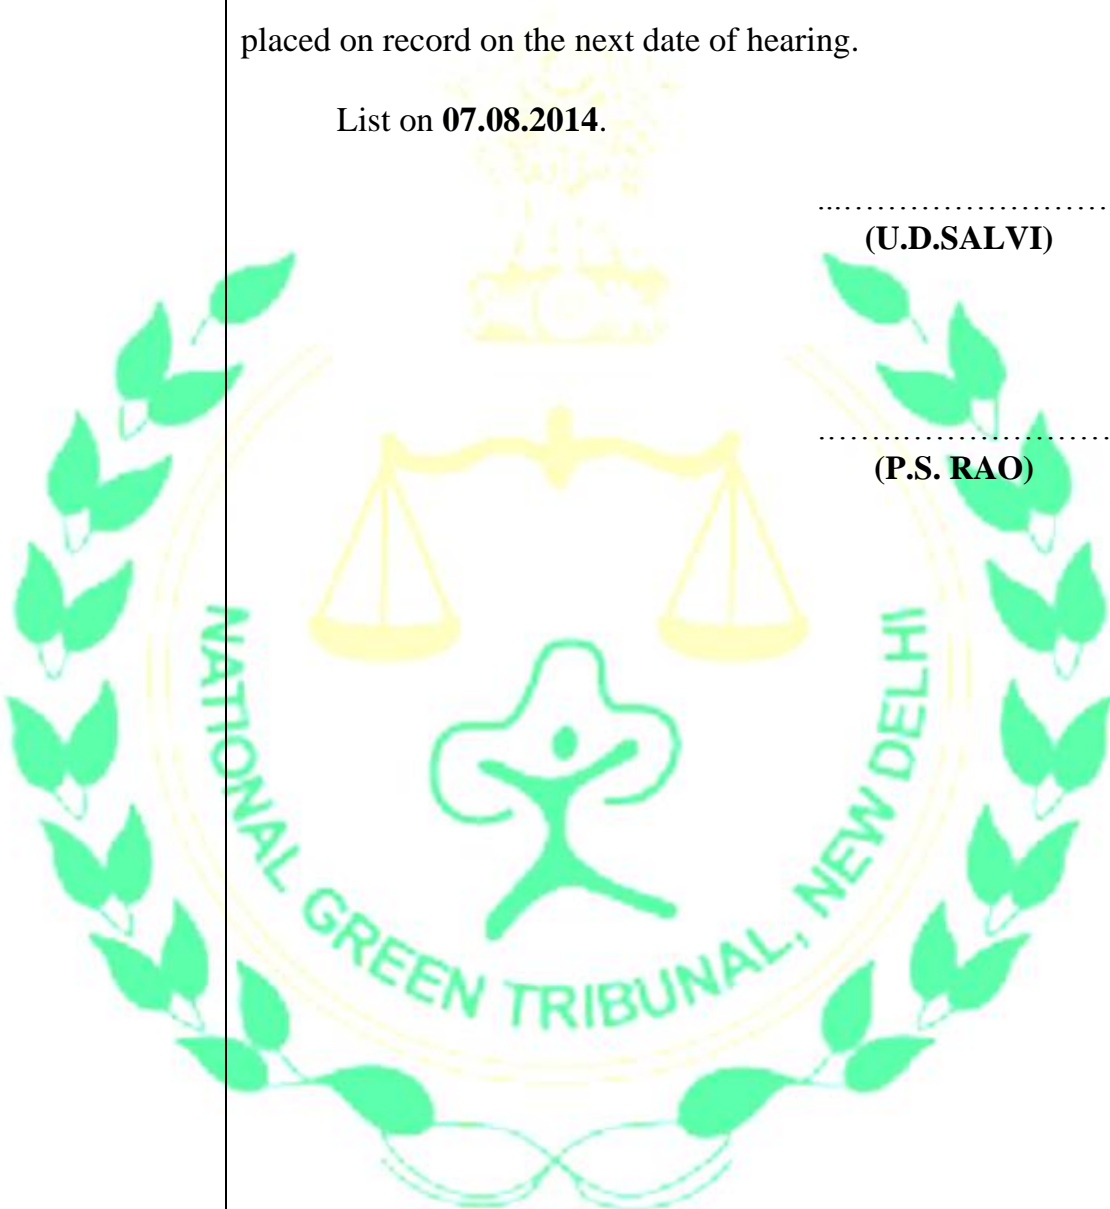 placed on record on the next date of hearing.
List on 07.08.2014.
...……………………
(U.D.SALVI)
…….………………
(P.S. RAO)
NATIONAL GREEN TRIBUNAL, NEW DELHI